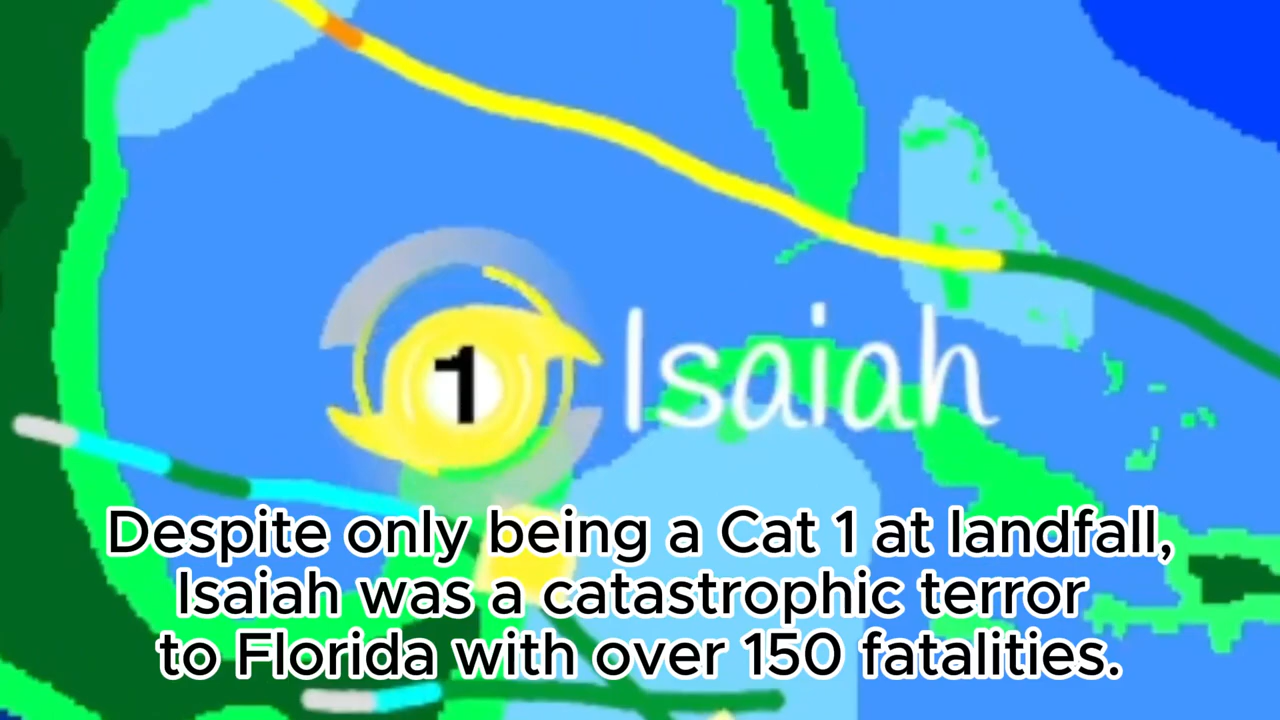 1
Isaiah
Despite only being a Cat 1 at landfall,
Isaiah was a catastrophic terror
to Florida with over 150 fatalities.